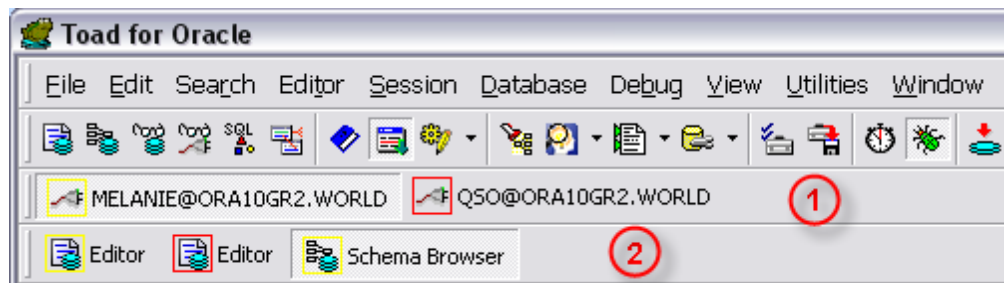 Toad for Oracle
File Edit Search Editor Session Database Debug View Utilities Window
SQL
MELANIE@ORA10GR2.WORLD QSO@ORA10GR2.WORLD 1
Editor Editor Schema Browser 2